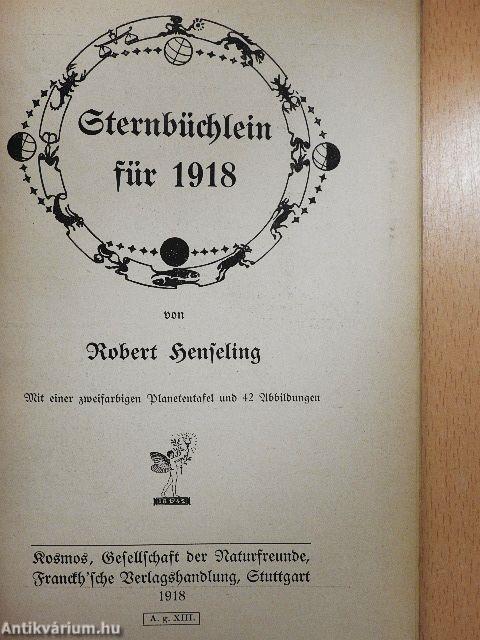 Sternbüchlein
für 1918
von
Robert Henseling
Mit einer zweifarbigen Planetentafel und 42 Abbildungen
Kosmos, Gesellschaft der Naturfreunde,
Franckh'sche Verlagshandlung, Stuttgart
1918
A. g. XIII.
Antikvárium.hu